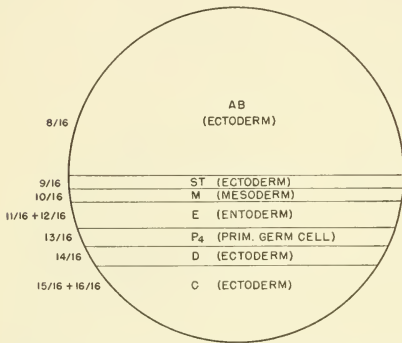 AB
(ECTODERM)
8/16
9/16 ST (ECTODERM)
10/16 M (MESODERM)
11/16 + 12/16 E (ENTODERM)
13/16 P₄ (PRIM. GERM CELL)
14/16 D (ECTODERM)
15/16 + 16/16 C (ECTODERM)